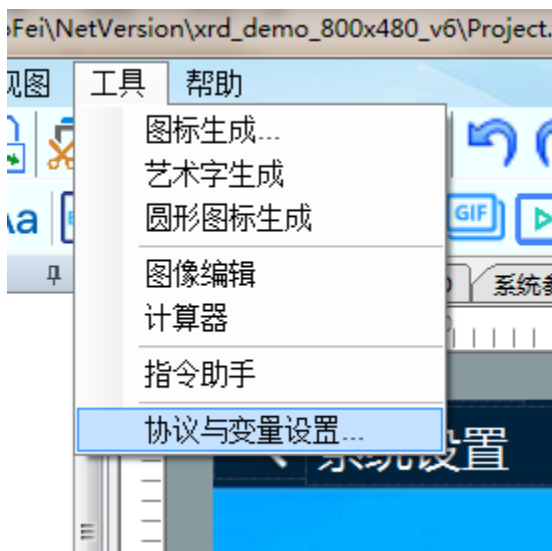 oFei\NetVersion\xrd_demo_800x480_v6\Project.
视图 工具 帮助
图标生成...
艺术字生成
圆形图标生成
Aa
GIF
图像编辑
系统参
计算器
指令助手
协议与变量设置...
系统设置